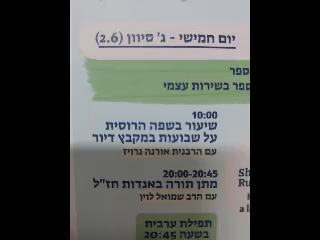 יום חמישי - ג' סיוון (2.6)
ספר
ספר בשירות עצמי
10:00
שיעור בשפה הרוסית
על שבועות במקבץ דיור
עם הרבנית אורנה גרויז
20:00-20:45
מתן תורה באגדות חז"ל
עם הרב שמואל לוין
Sh
Ru
a l
תפילת ערבית
בשעה 20:45